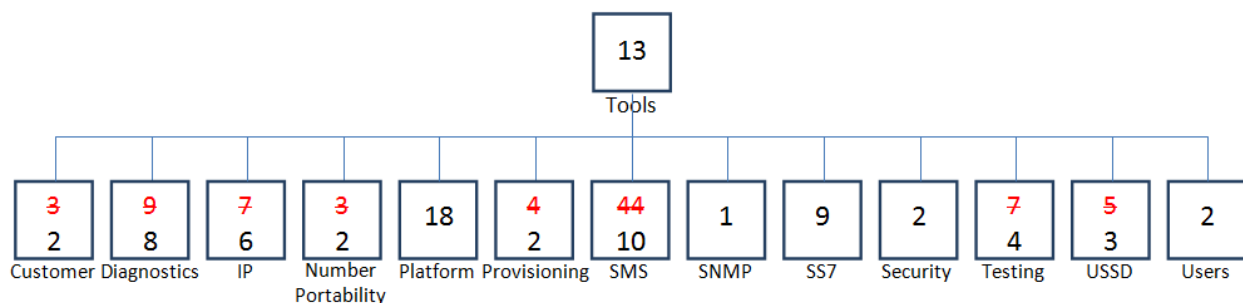 13
Tools
3 9 7 3 4 44 7 5
18 1 9 2 2
2 8 6 2 2 10 4 3
Customer Diagnostics IP Number Platform Provisioning SMS SNMP SS7 Security Testing USSD Users
Portability